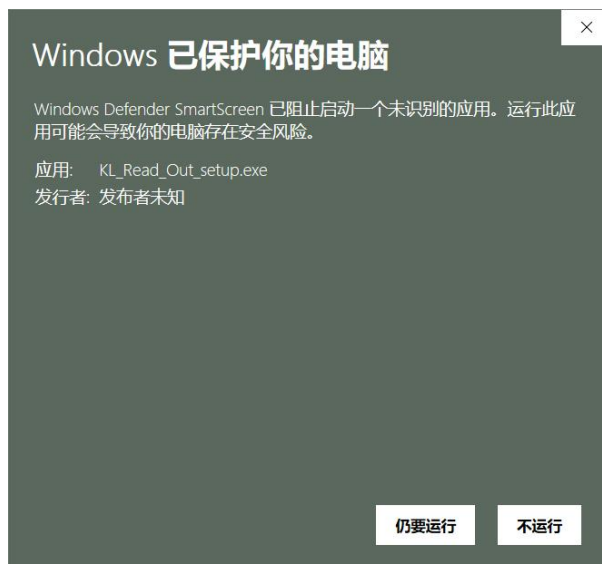 Windows 已保护你的电脑
Windows Defender SmartScreen 已阻止启动一个未识别的应用。运行此应
用可能会导致你的电脑存在安全风险。
应用: KL_Read_Out_setup.exe
发行者: 发布者未知
仍要运行 不运行